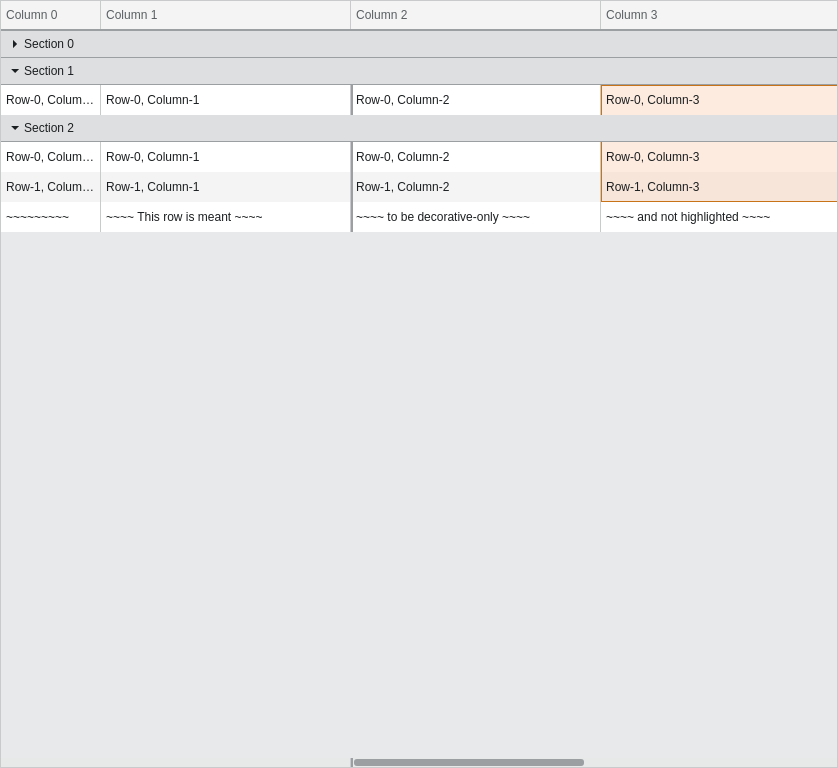 Column 0 Column 1 Column 2 Column 3
Section 0
Section 1
Row-0, Colum… Row-0, Column-1 Row-0, Column-2 Row-0, Column-3
Section 2
Row-0, Colum… Row-0, Column-1 Row-0, Column-2 Row-0, Column-3
Row-1, Colum… Row-1, Column-1 Row-1, Column-2 Row-1, Column-3
~~~~~~~~~ ~~~~ This row is meant ~~~~ ~~~~ to be decorative-only ~~~~ ~~~~ and not highlighted ~~~~